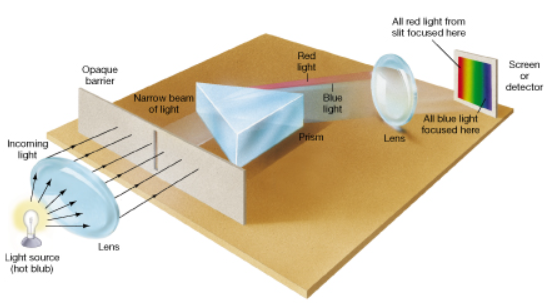 All red light from
slit focused here
Red
light
Screen
or
detector
Opaque
barrier
Narrow beam
of light
Blue
light
All blue light
focused here
Prism
Lens
Incoming
light
Lens
Light source
(hot blub)